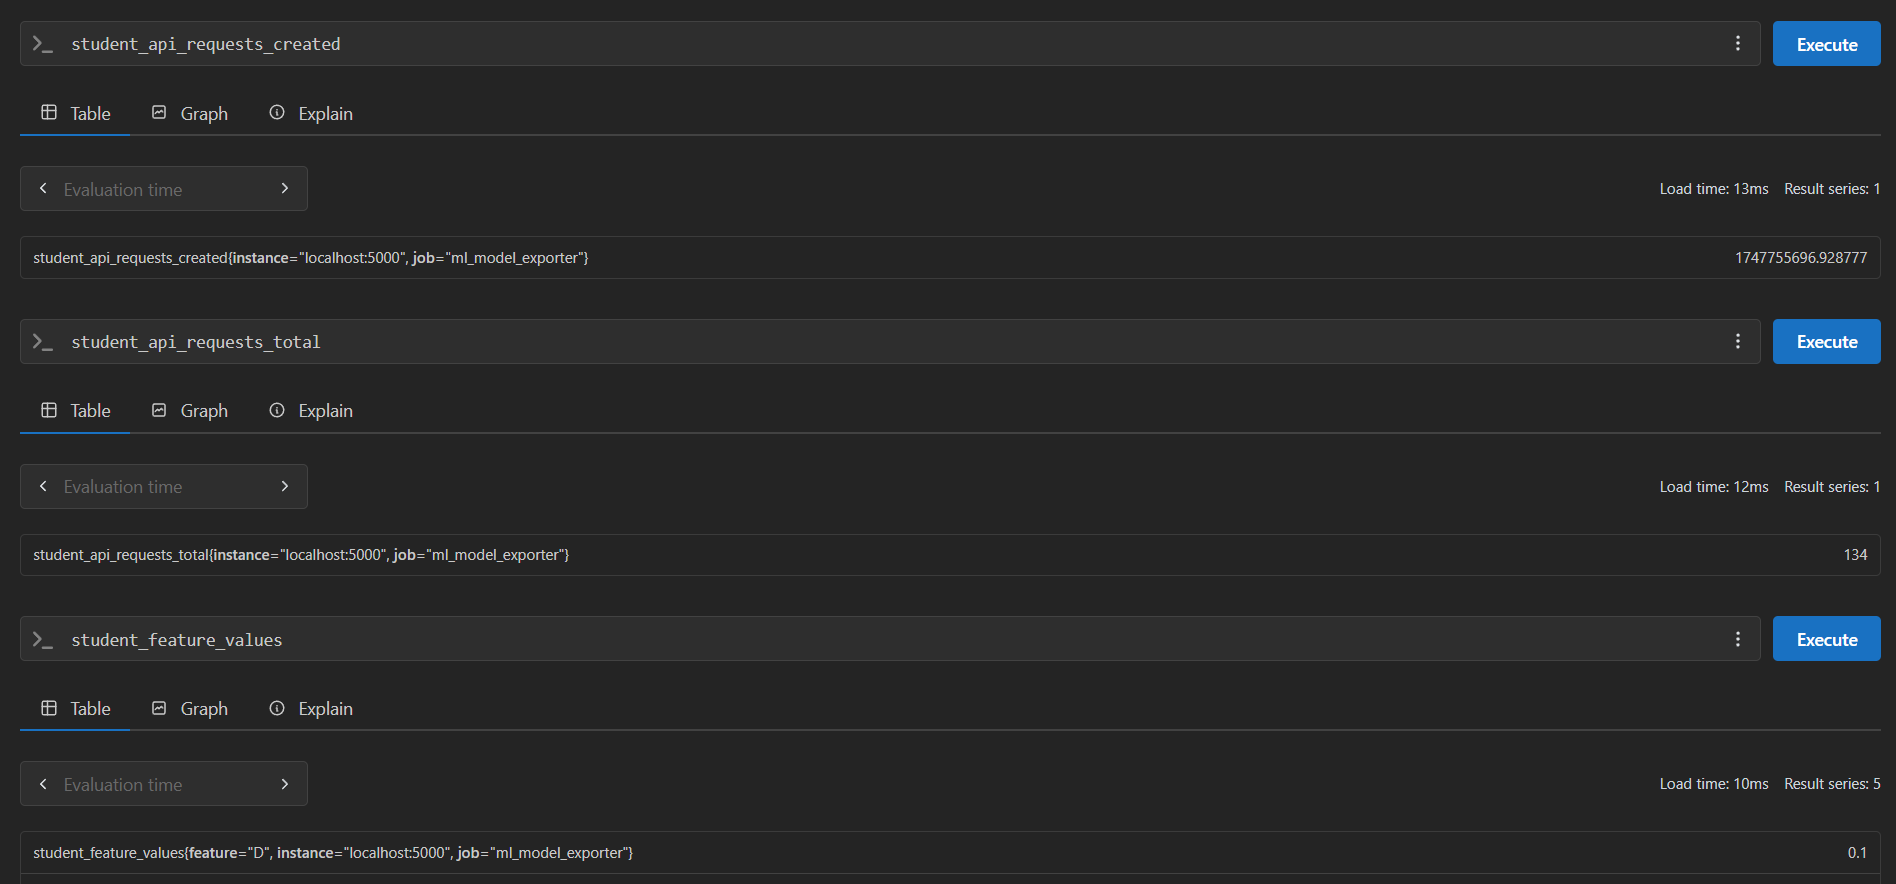 student_api_requests_created
Execute
Table Graph Explain
Evaluation time
Load time: 13ms Result series: 1
student_api_requests_created{instance="localhost:5000", job="ml_model_exporter"} 1747755696.928777
student_api_requests_total
Execute
Table Graph Explain
Evaluation time
Load time: 12ms Result series: 1
student_api_requests_total{instance="localhost:5000", job="ml_model_exporter"} 134
student_feature_values
Execute
Table Graph Explain
Evaluation time
Load time: 10ms Result series: 5
student_feature_values{feature="D", instance="localhost:5000", job="ml_model_exporter"} 0.1